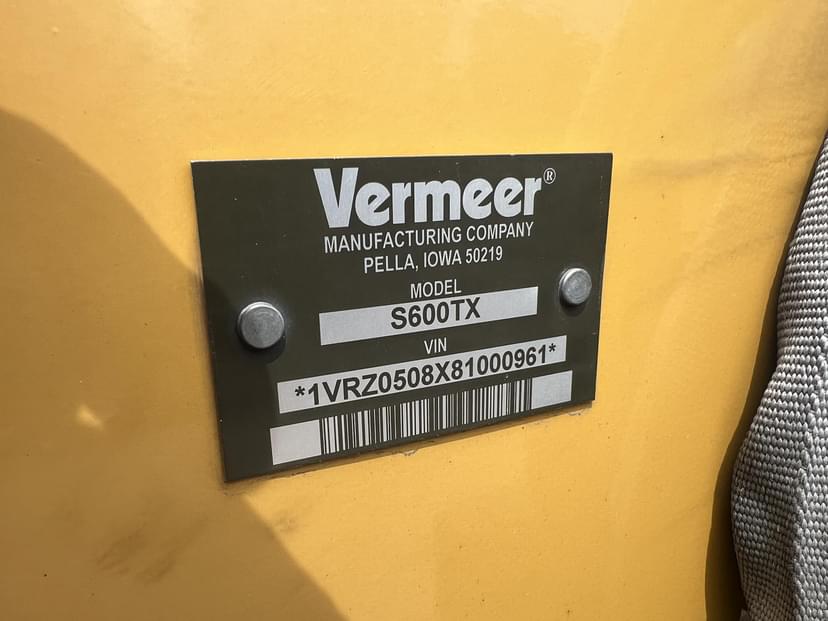 Vermeer®
MANUFACTURING COMPANY
PELLA, IOWA 50219
MODEL
S600TX
VIN
*1VRZ0508X81000961*